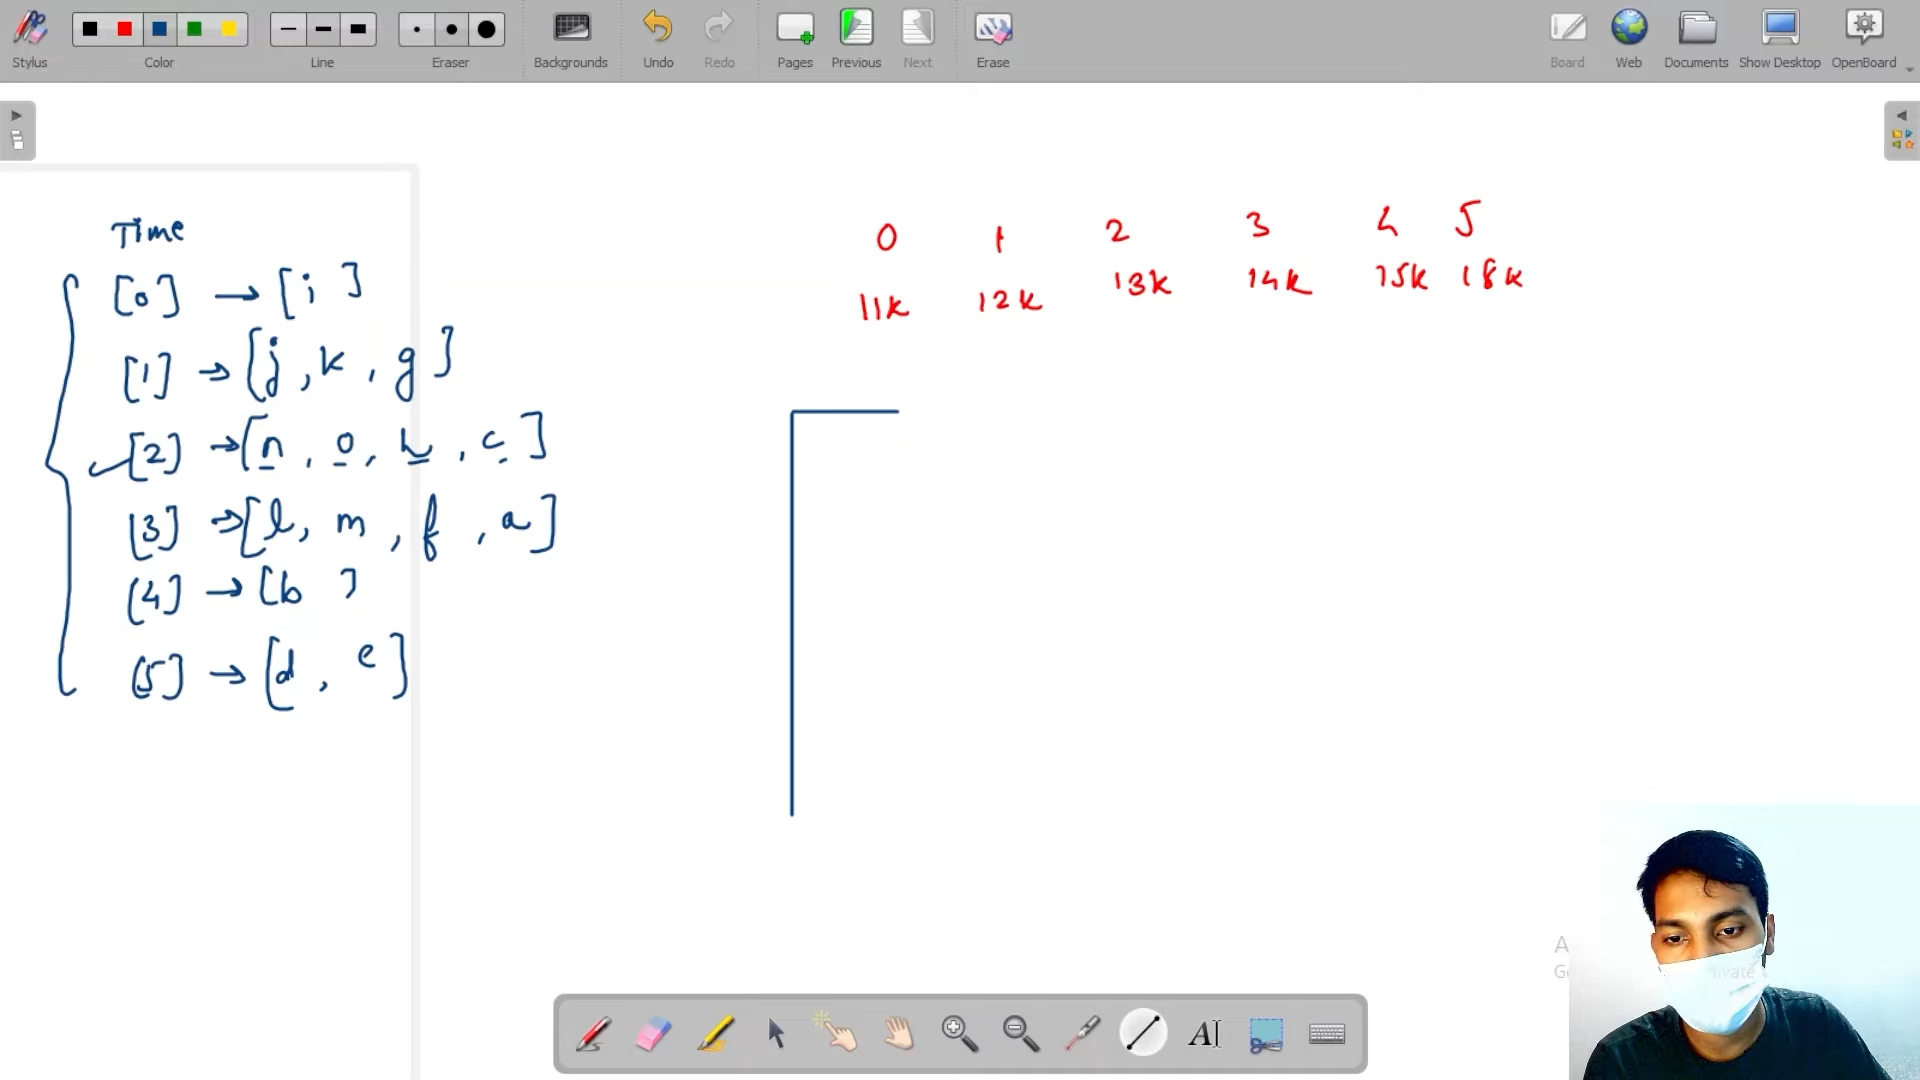 Stylus Color Line Eraser Backgrounds Undo Redo Pages Previous Next Erase Board Web Documents Show Desktop OpenBoard
Time
[0] → [i]
[1] → [j, k, g]
[2] → [n, o, h, c]
[3] → [l, m, f, a]
[4] → [b]
[5] → [d, e]
0 1 2 3 4 5
11k 12k 13k 14k 15k 18k